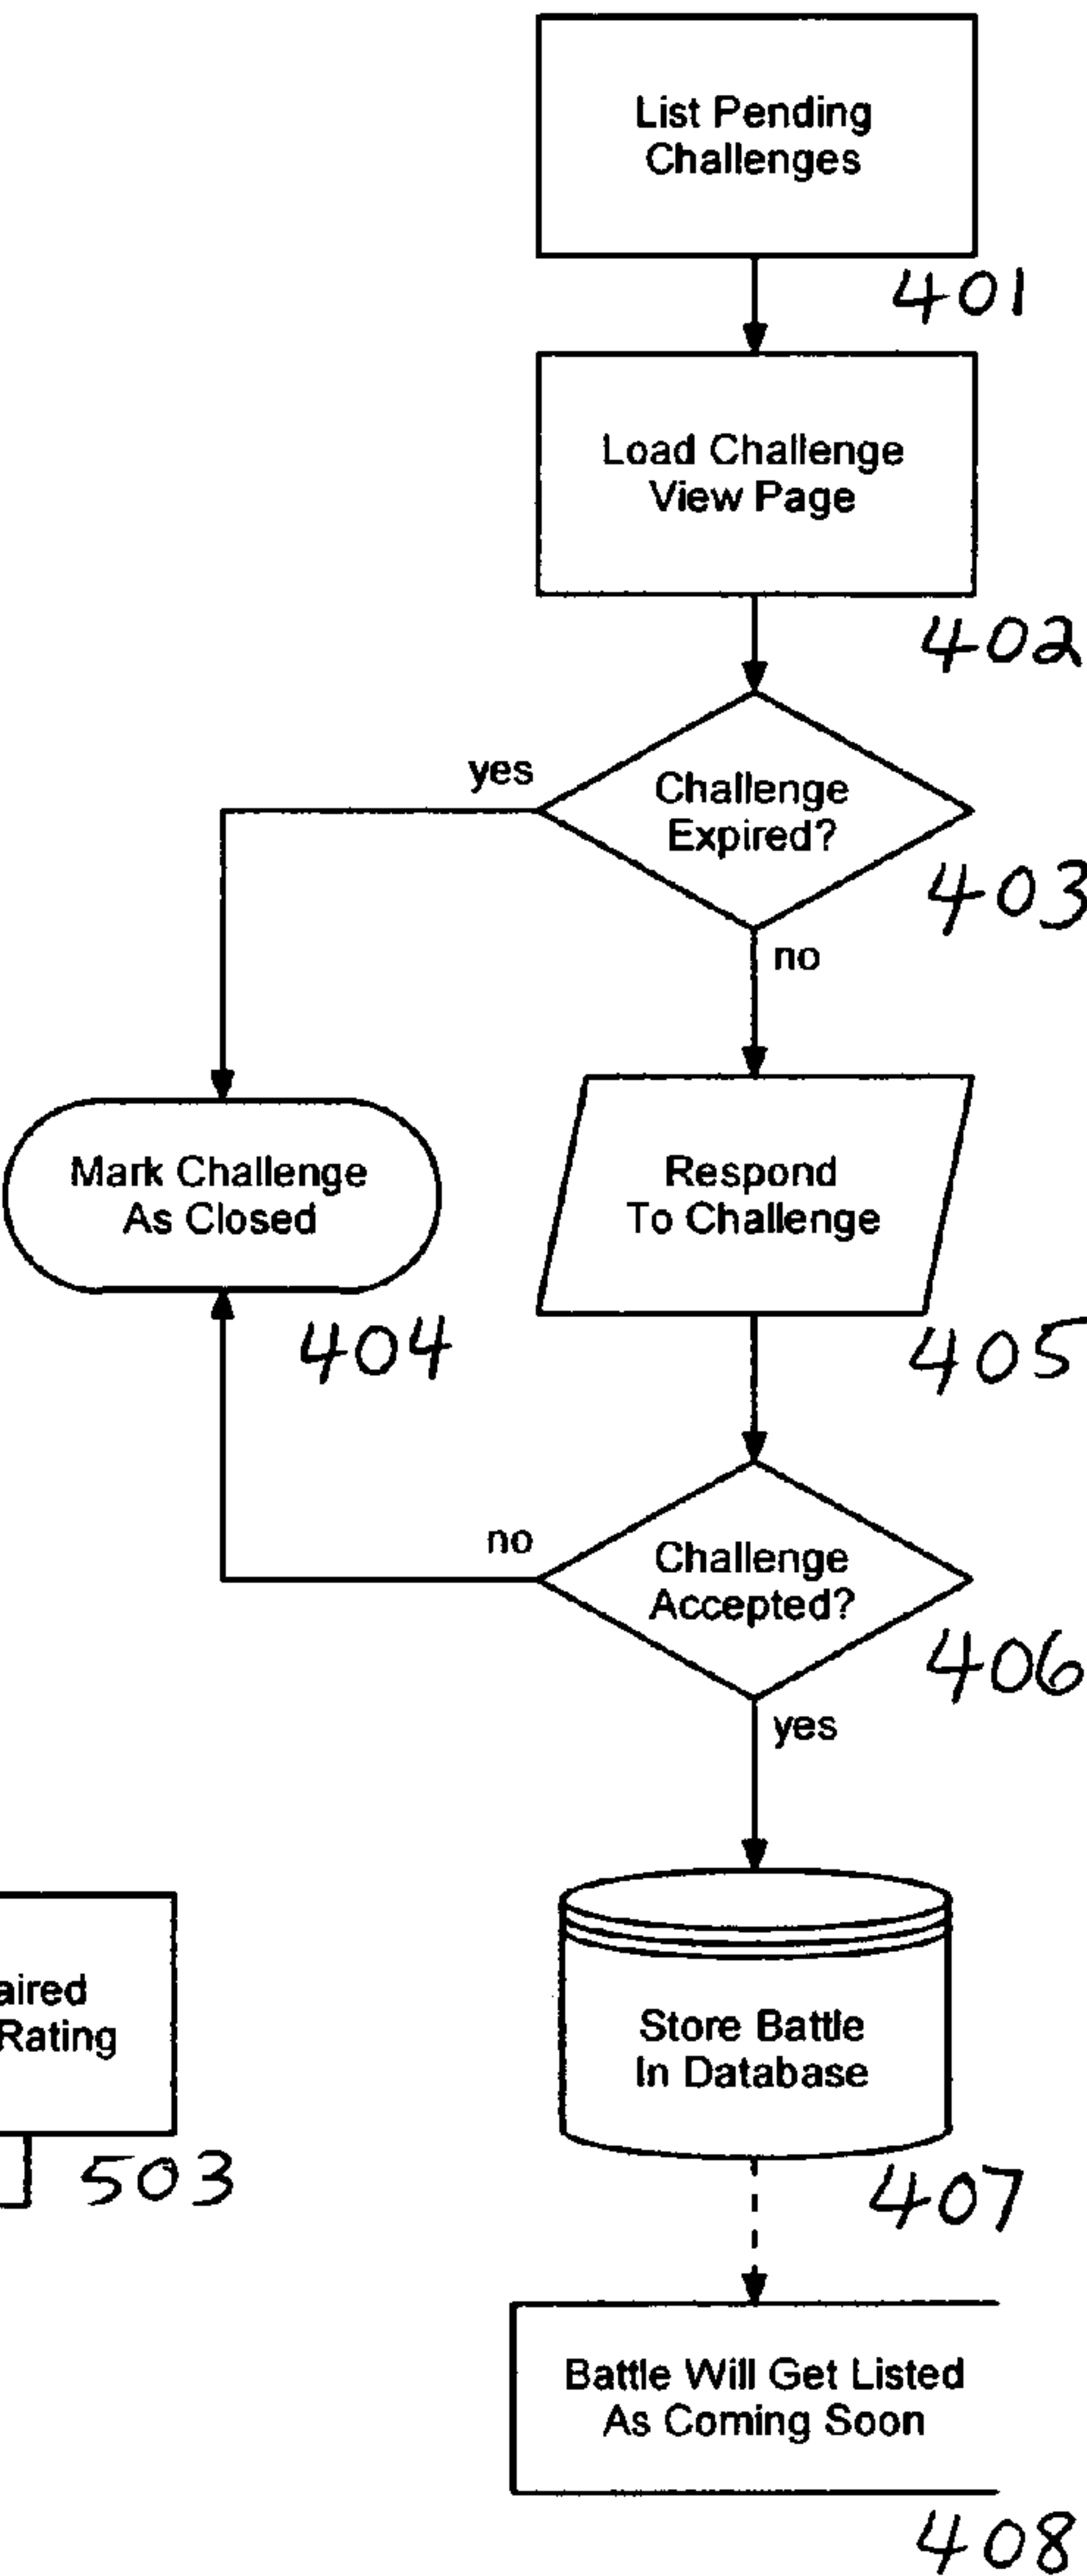 List Pending
Challenges
401
Load Challenge
View Page
402
yes
Challenge
Expired?
403
no
Mark Challenge
As Closed
404
Respond
To Challenge
405
no
Challenge
Accepted?
406
yes
Store Battle
In Database
407
aired
Rating
503
Battle Will Get Listed
As Coming Soon
408